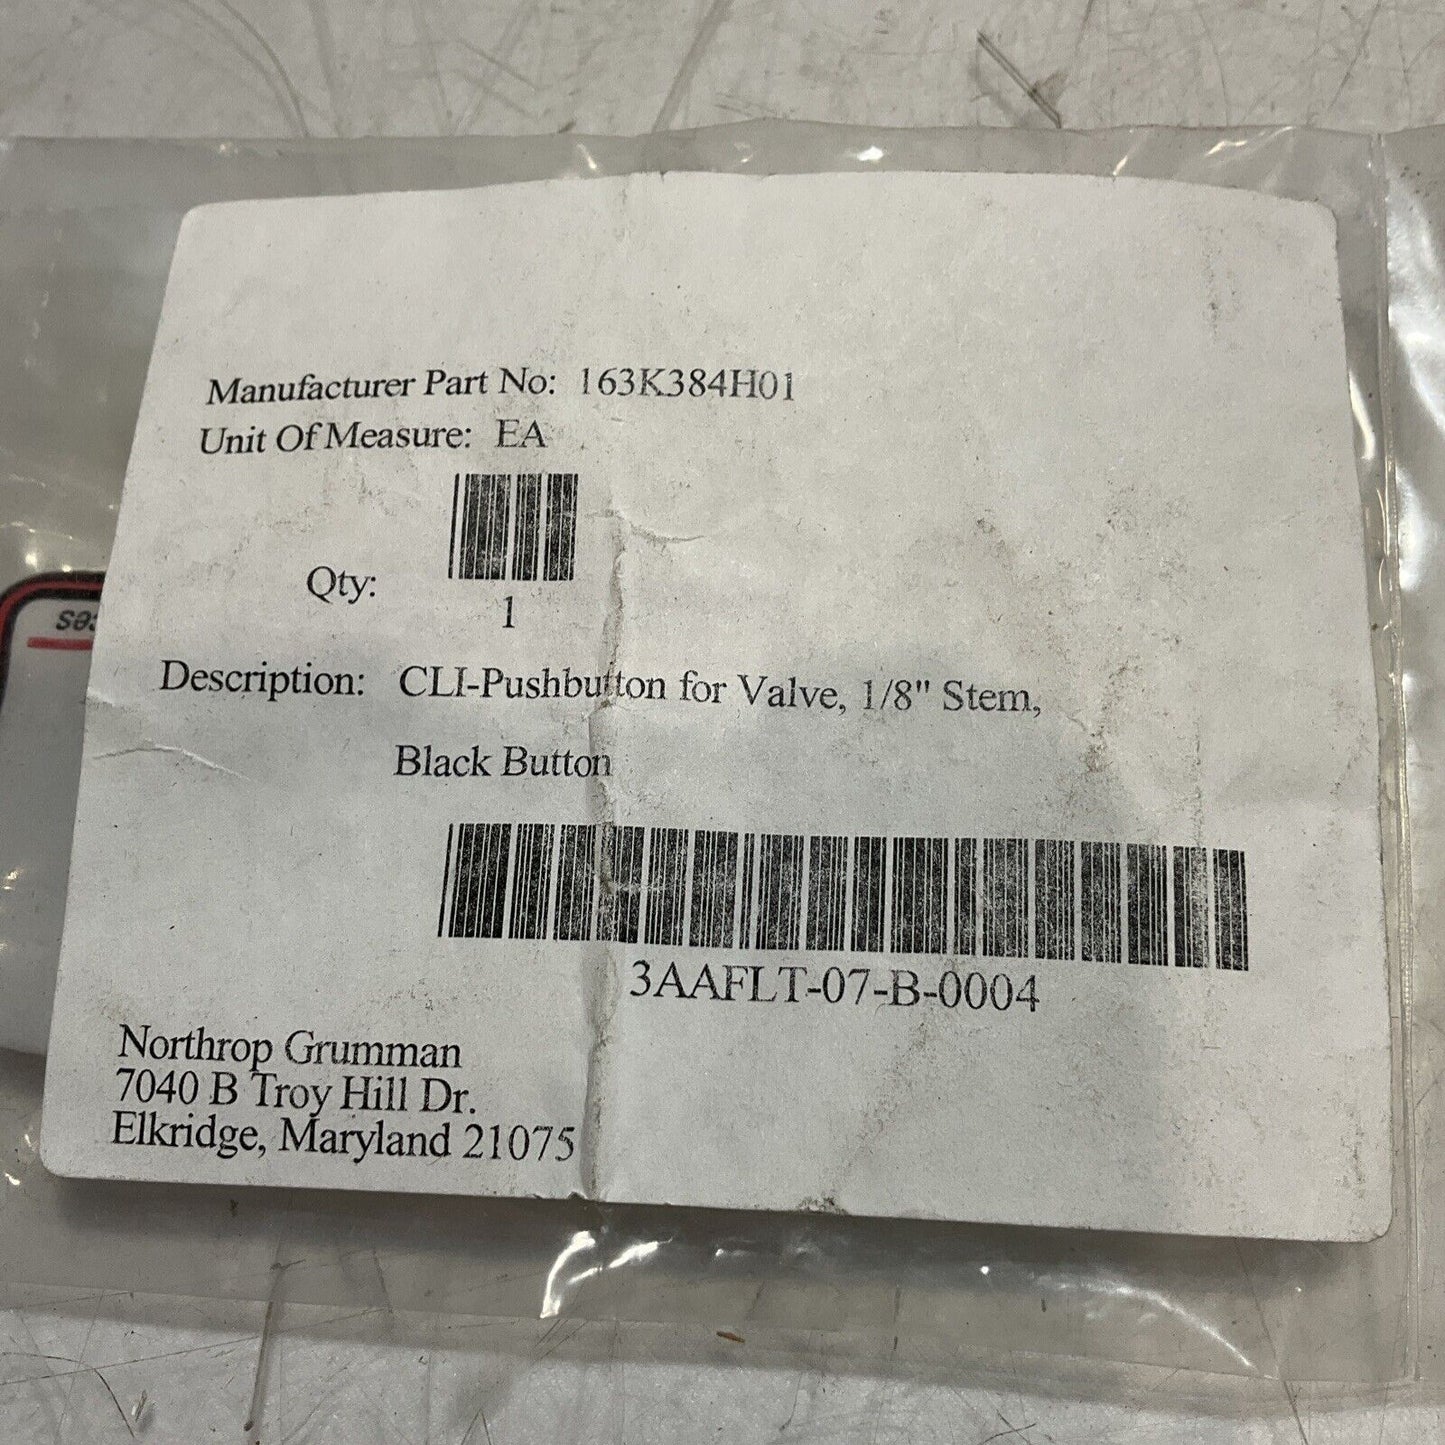 Manufacturer Part No: 163K384H01
Unit Of Measure: EA
Qty:
1
Description: CLI-Pushbutton for Valve, 1/8" Stem,
Black Button
3AAFLT-07-B-0004
Northrop Grumman
7040 B Troy Hill Dr.
Elkridge, Maryland 21075